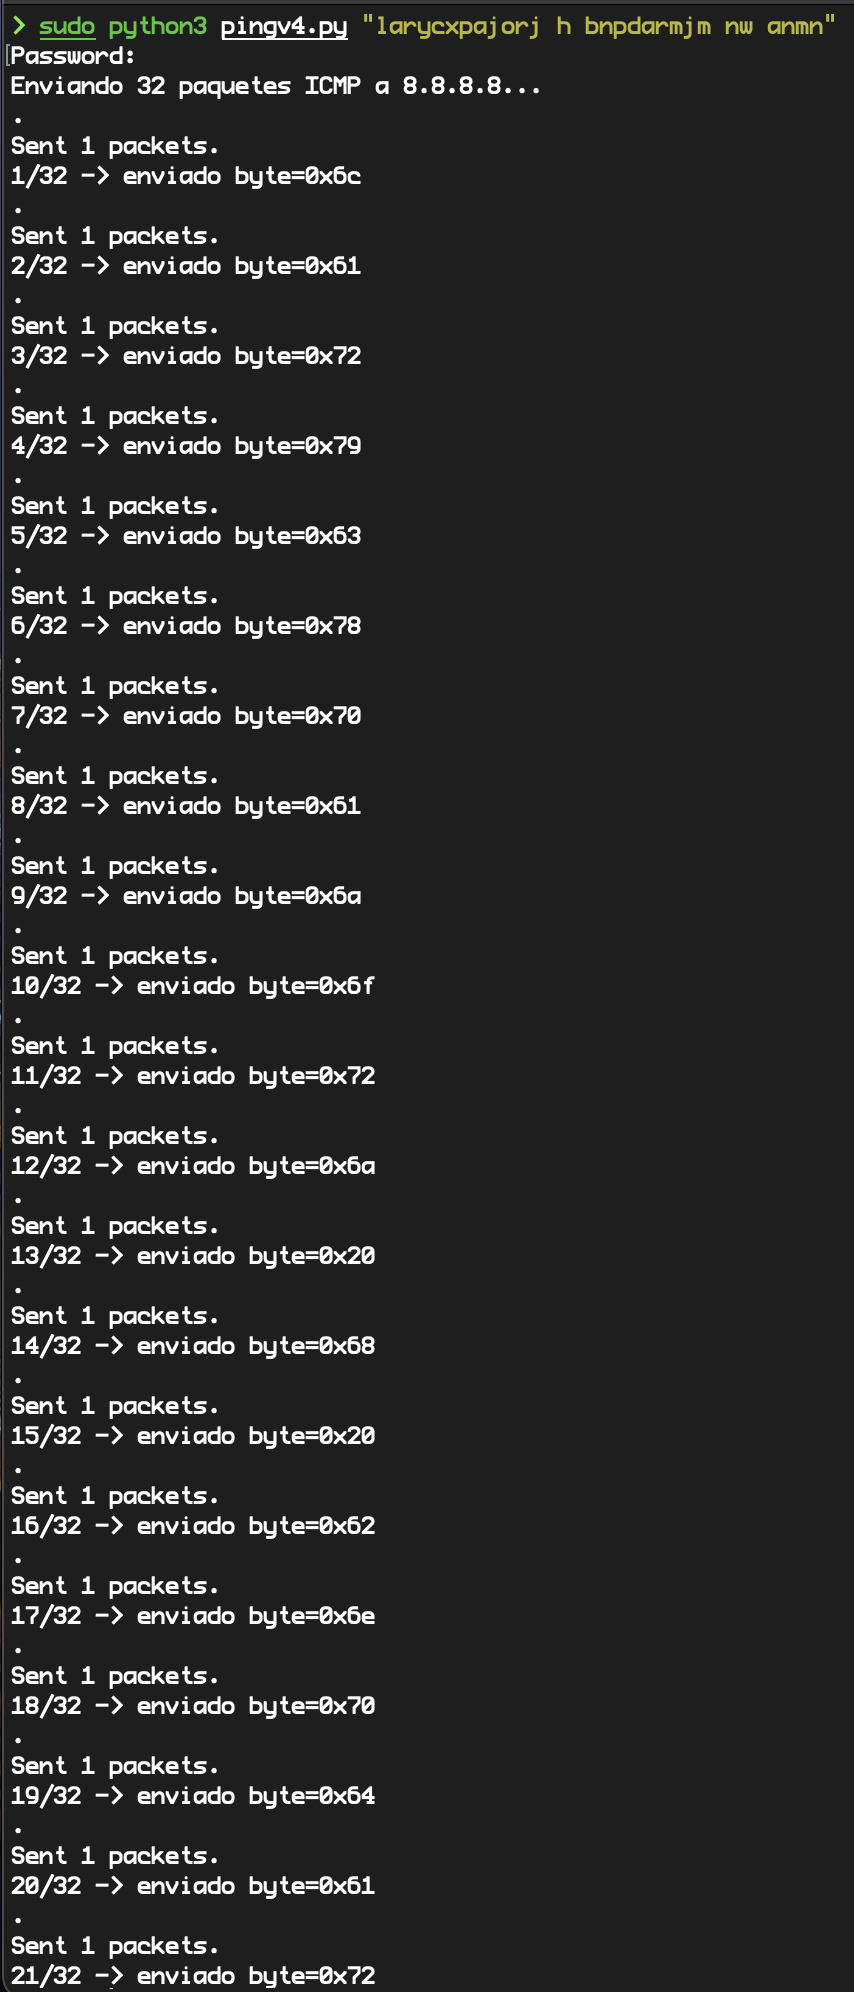 > sudo python3 pingv4.py "larycxpajorj h bnpdarmjm nw anmn"
Password:
Enviando 32 paquetes ICMP a 8.8.8.8...
.
Sent 1 packets.
1/32 -> enviado byte=0x6c
.
Sent 1 packets.
2/32 -> enviado byte=0x61
.
Sent 1 packets.
3/32 -> enviado byte=0x72
.
Sent 1 packets.
4/32 -> enviado byte=0x79
.
Sent 1 packets.
5/32 -> enviado byte=0x63
.
Sent 1 packets.
6/32 -> enviado byte=0x78
.
Sent 1 packets.
7/32 -> enviado byte=0x70
.
Sent 1 packets.
8/32 -> enviado byte=0x61
.
Sent 1 packets.
9/32 -> enviado byte=0x6a
.
Sent 1 packets.
10/32 -> enviado byte=0x6f
.
Sent 1 packets.
11/32 -> enviado byte=0x72
.
Sent 1 packets.
12/32 -> enviado byte=0x6a
.
Sent 1 packets.
13/32 -> enviado byte=0x20
.
Sent 1 packets.
14/32 -> enviado byte=0x68
.
Sent 1 packets.
15/32 -> enviado byte=0x20
.
Sent 1 packets.
16/32 -> enviado byte=0x62
.
Sent 1 packets.
17/32 -> enviado byte=0x6e
.
Sent 1 packets.
18/32 -> enviado byte=0x70
.
Sent 1 packets.
19/32 -> enviado byte=0x64
.
Sent 1 packets.
20/32 -> enviado byte=0x61
.
Sent 1 packets.
21/32 -> enviado byte=0x72